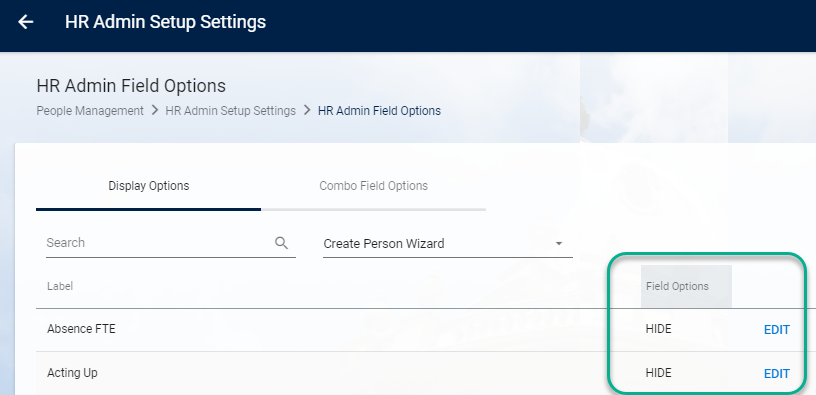 HR Admin Setup Settings
HR Admin Field Options
People Management > HR Admin Setup Settings > HR Admin Field Options
Display Options Combo Field Options
Search Create Person Wizard
Label Field Options
Absence FTE HIDE EDIT
Acting Up HIDE EDIT